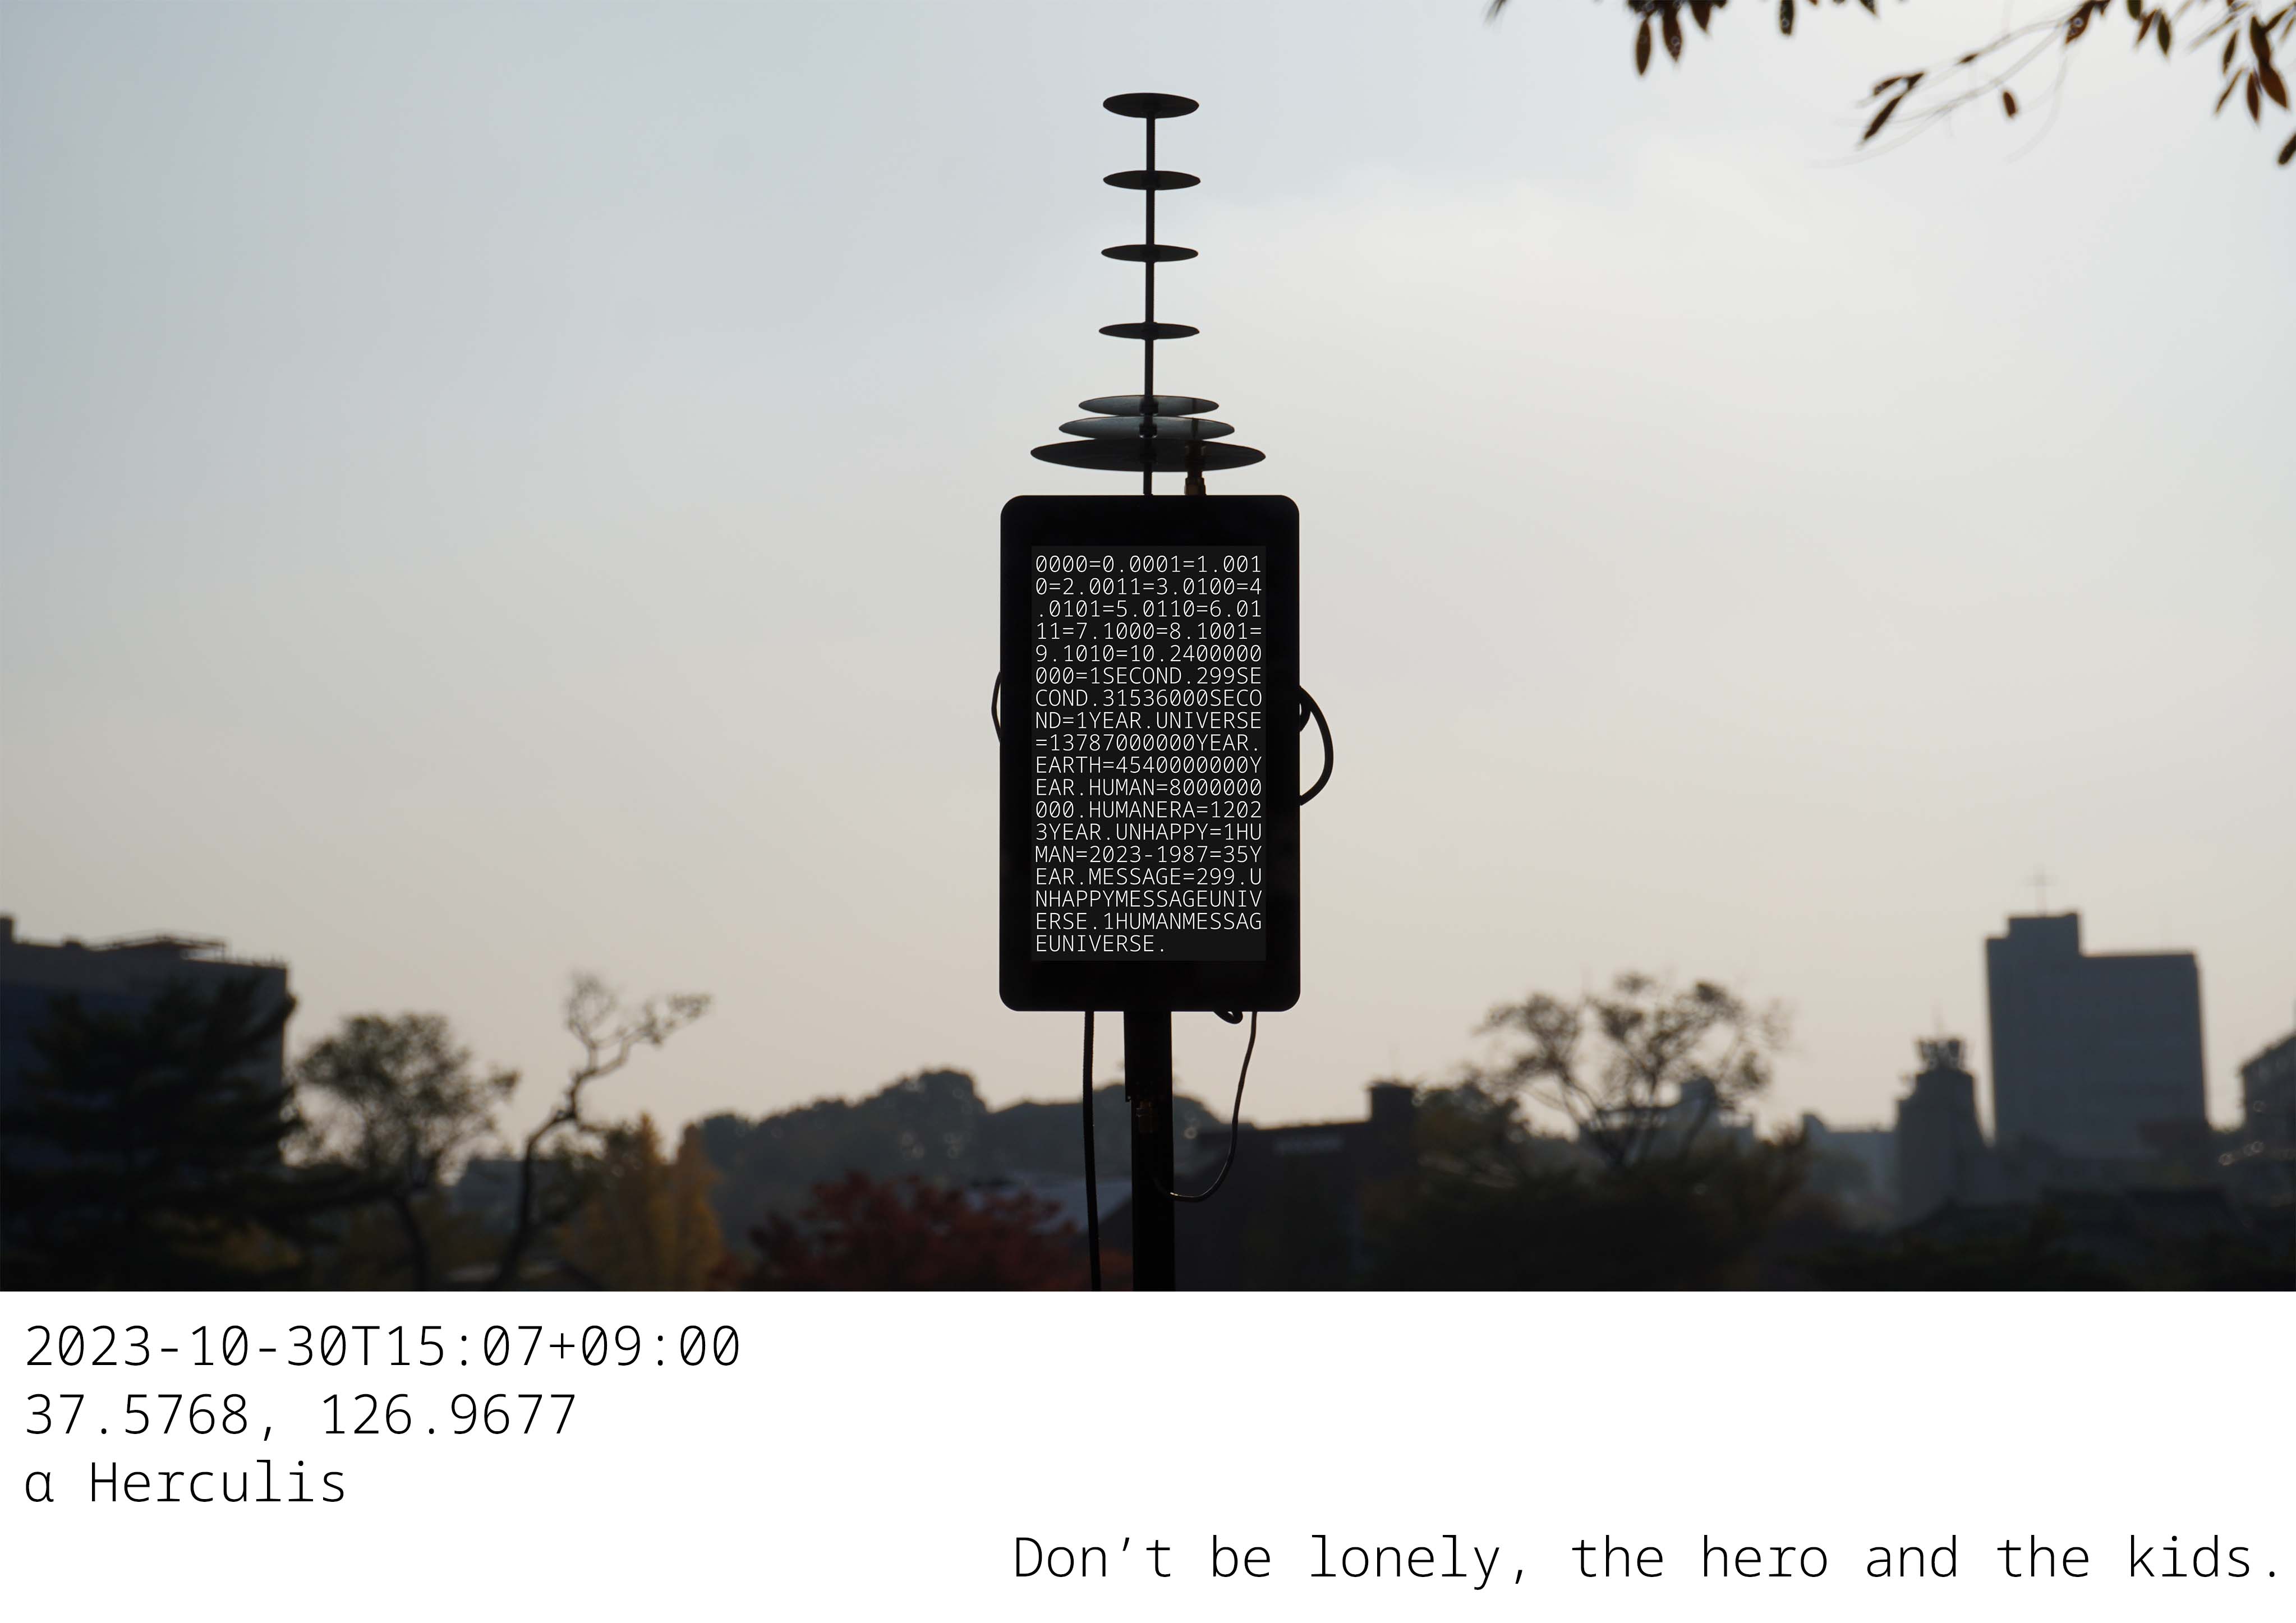 0000=0.0001=1.001
0=2.0011=3.0100=4
.0101=5.0110=6.01
11=7.1000=8.1001=
9.1010=10.2400000
000=1SECOND.299SE
COND.31536000SECO
ND=1YEAR.UNIVERSE
=13787000000YEAR.
EARTH=4540000000Y
EAR.HUMAN=8000000
000.HUMANERA=1202
3YEAR.UNHAPPY=1HU
MAN=2023-1987=35Y
EAR.MESSAGE=299.U
NHAPPYMESSAGEUNIV
ERSE.1HUMANMESSAG
EUNIVERSE.
2023-10-30T15:07+09:00
37.5768, 126.9677
α Herculis
Don’t be lonely, the hero and the kids.